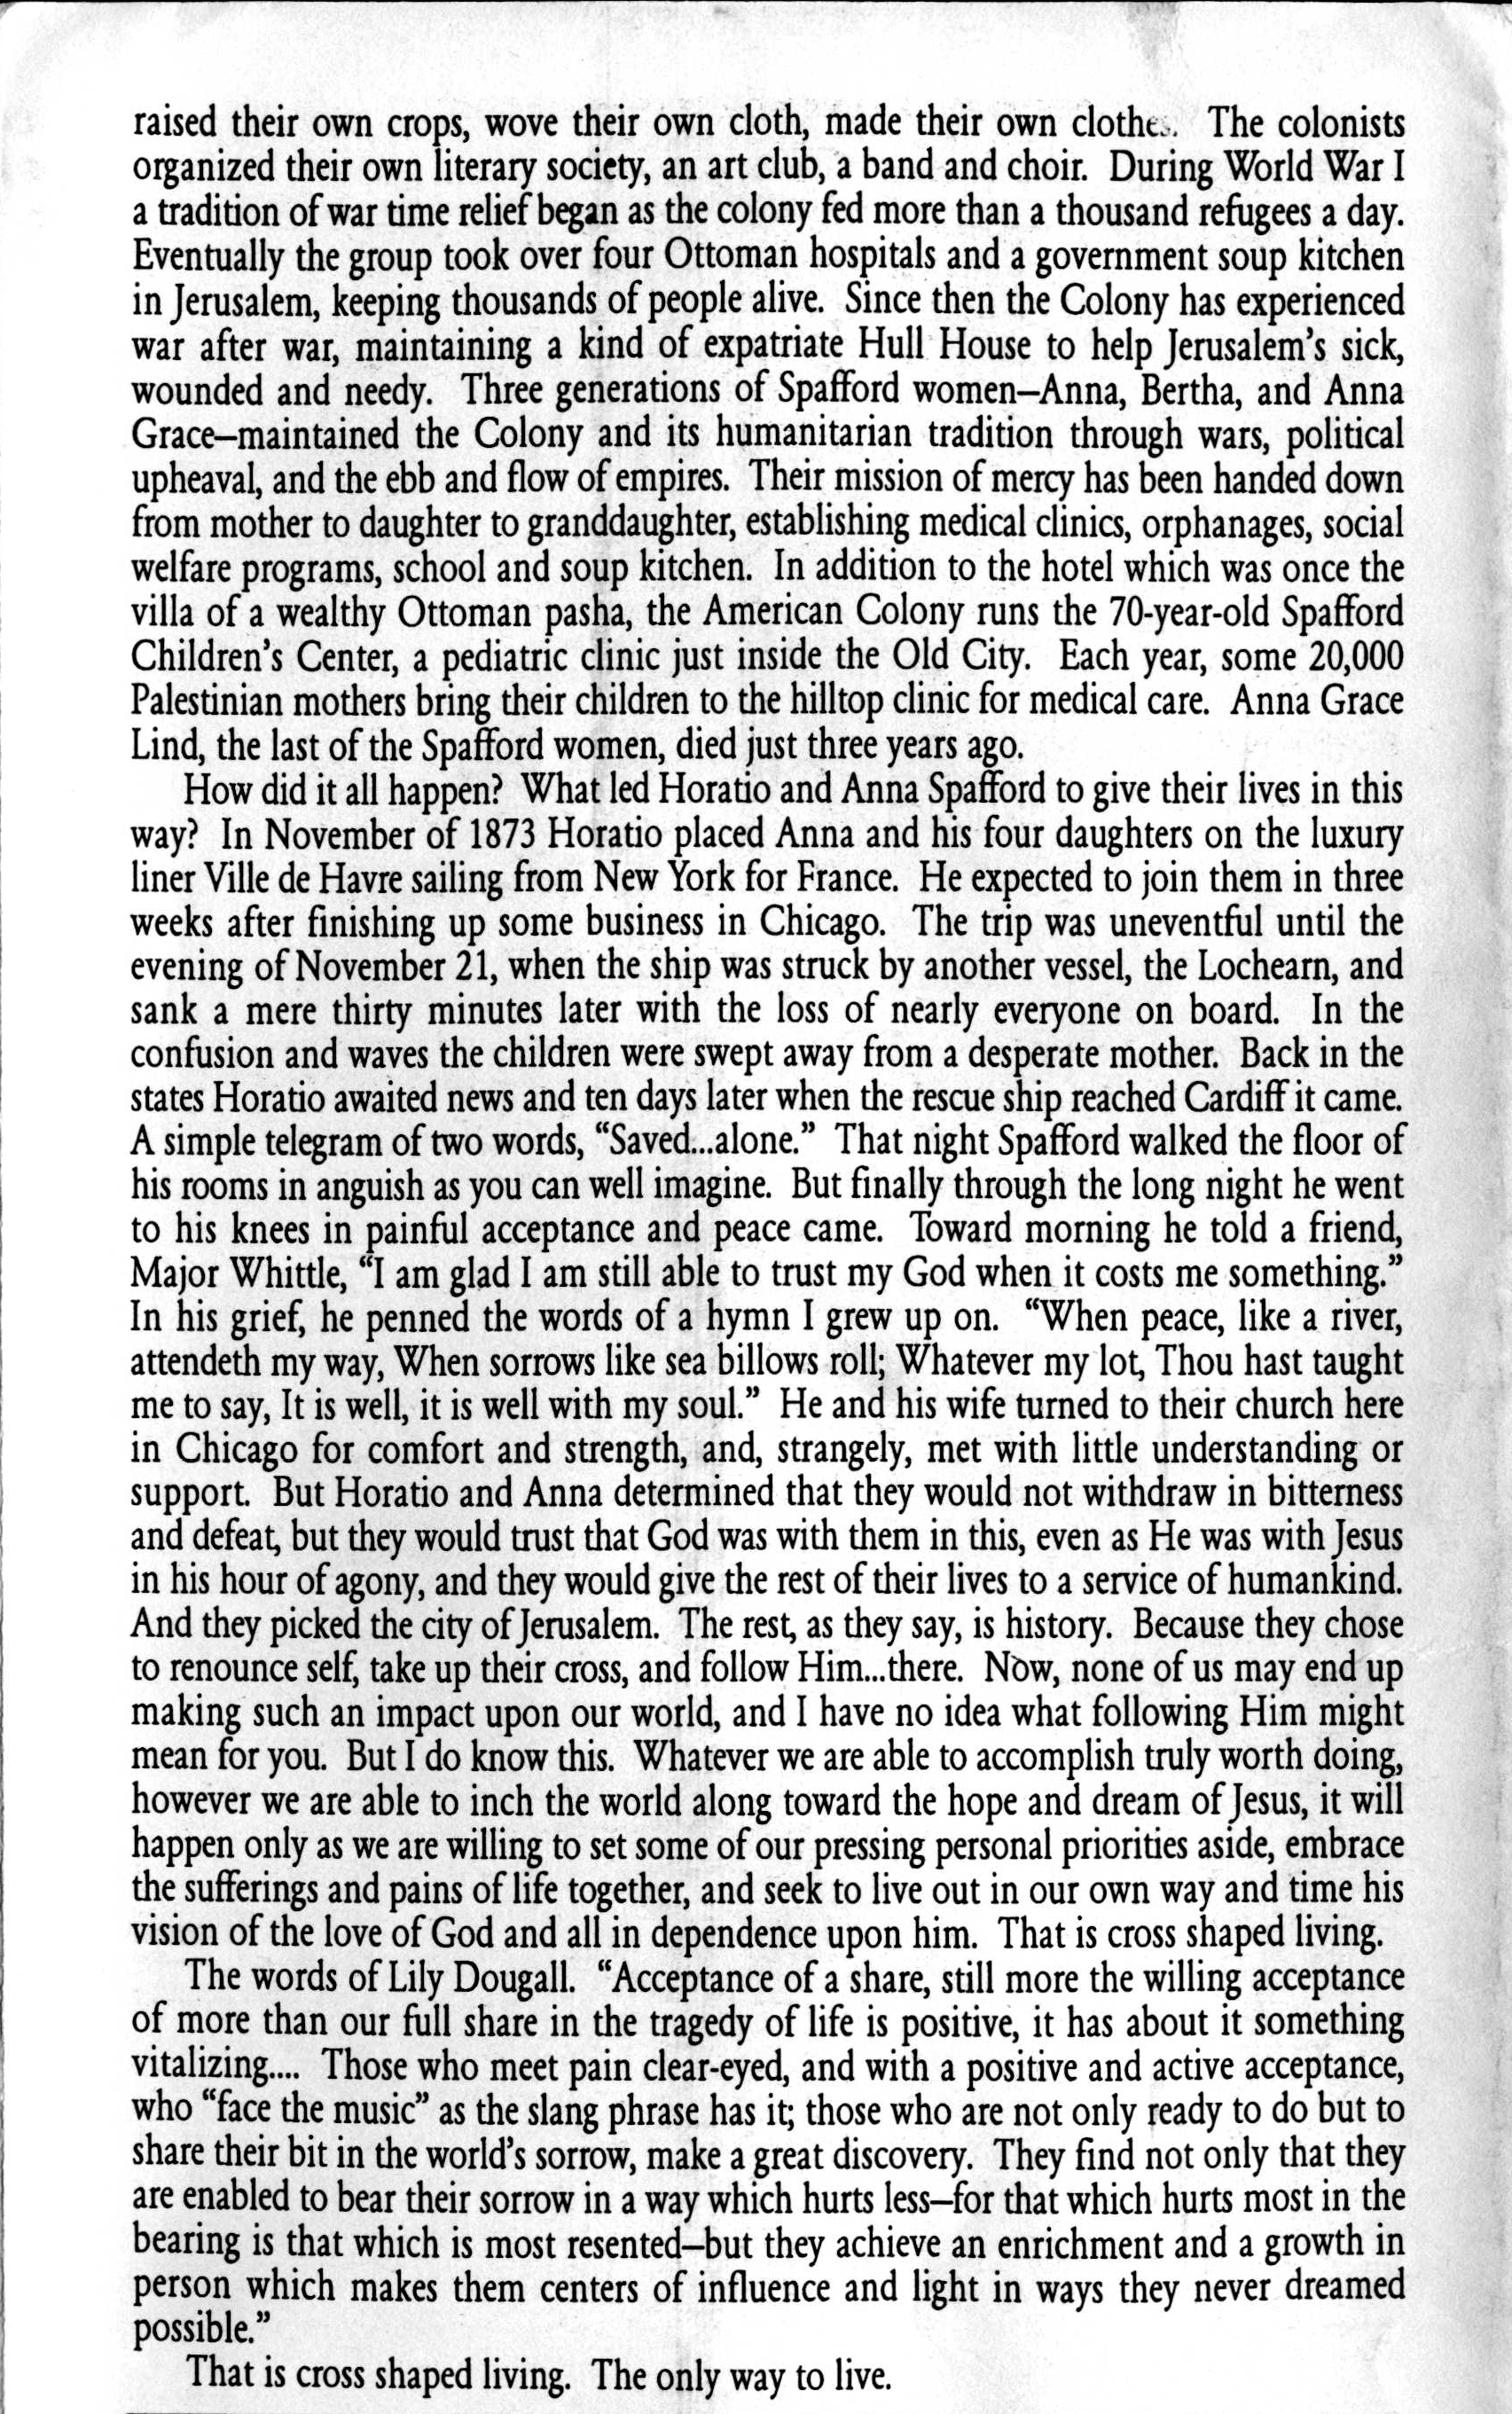 raised their own crops, wove their own cloth, made their own clothes. The colonists
organized their own literary society, an art club, a band and choir. During World War I
a tradition of war time relief began as the colony fed more than a thousand refugees a day.
Eventually the group took over four Ottoman hospitals and a government soup kitchen
in Jerusalem, keeping thousands of people alive. Since then the Colony has experienced
war after war, maintaining a kind of expatriate Hull House to help Jerusalem's sick,
wounded and needy. Three generations of Spafford women–Anna, Bertha, and Anna
Grace–maintained the Colony and its humanitarian tradition through wars, political
upheaval, and the ebb and flow of empires. Their mission of mercy has been handed down
from mother to daughter to granddaughter, establishing medical clinics, orphanages, social
welfare programs, school and soup kitchen. In addition to the hotel which was once the
villa of a wealthy Ottoman pasha, the American Colony runs the 70-year-old Spafford
Children's Center, a pediatric clinic just inside the Old City. Each year, some 20,000
Palestinian mothers bring their children to the hilltop clinic for medical care. Anna Grace
Lind, the last of the Spafford women, died just three years ago.
How did it all happen? What led Horatio and Anna Spafford to give their lives in this
way? In November of 1873 Horatio placed Anna and his four daughters on the luxury
liner Ville de Havre sailing from New York for France. He expected to join them in three
weeks after finishing up some business in Chicago. The trip was uneventful until the
evening of November 21, when the ship was struck by another vessel, the Lochearn, and
sank a mere thirty minutes later with the loss of nearly everyone on board. In the
confusion and waves the children were swept away from a desperate mother. Back in the
states Horatio awaited news and ten days later when the rescue ship reached Cardiff it came.
A simple telegram of two words, “Saved...alone.” That night Spafford walked the floor of
his rooms in anguish as you can well imagine. But finally through the long night he went
to his knees in painful acceptance and peace came. Toward morning he told a friend,
Major Whittle, “I am glad I am still able to trust my God when it costs me something.”
In his grief, he penned the words of a hymn I grew up on. “When peace, like a river,
attendeth my way, When sorrows like sea billows roll; Whatever my lot, Thou hast taught
me to say, It is well, it is well with my soul.” He and his wife turned to their church here
in Chicago for comfort and strength, and, strangely, met with little understanding or
support. But Horatio and Anna determined that they would not withdraw in bitterness
and defeat, but they would trust that God was with them in this, even as He was with Jesus
in his hour of agony, and they would give the rest of their lives to a service of humankind.
And they picked the city of Jerusalem. The rest, as they say, is history. Because they chose
to renounce self, take up their cross, and follow Him...there. Now, none of us may end up
making such an impact upon our world, and I have no idea what following Him might
mean for you. But I do know this. Whatever we are able to accomplish truly worth doing,
however we are able to inch the world along toward the hope and dream of Jesus, it will
happen only as we are willing to set some of our pressing personal priorities aside, embrace
the sufferings and pains of life together, and seek to live out in our own way and time his
vision of the love of God and all in dependence upon him. That is cross shaped living.
The words of Lily Dougall. “Acceptance of a share, still more the willing acceptance
of more than our full share in the tragedy of life is positive, it has about it something
vitalizing.... Those who meet pain clear-eyed, and with a positive and active acceptance,
who “face the music” as the slang phrase has it; those who are not only ready to do but to
share their bit in the world's sorrow, make a great discovery. They find not only that they
are enabled to bear their sorrow in a way which hurts less–for that which hurts most in the
bearing is that which is most resented–but they achieve an enrichment and a growth in
person which makes them centers of influence and light in ways they never dreamed
possible.”
That is cross shaped living. The only way to live.